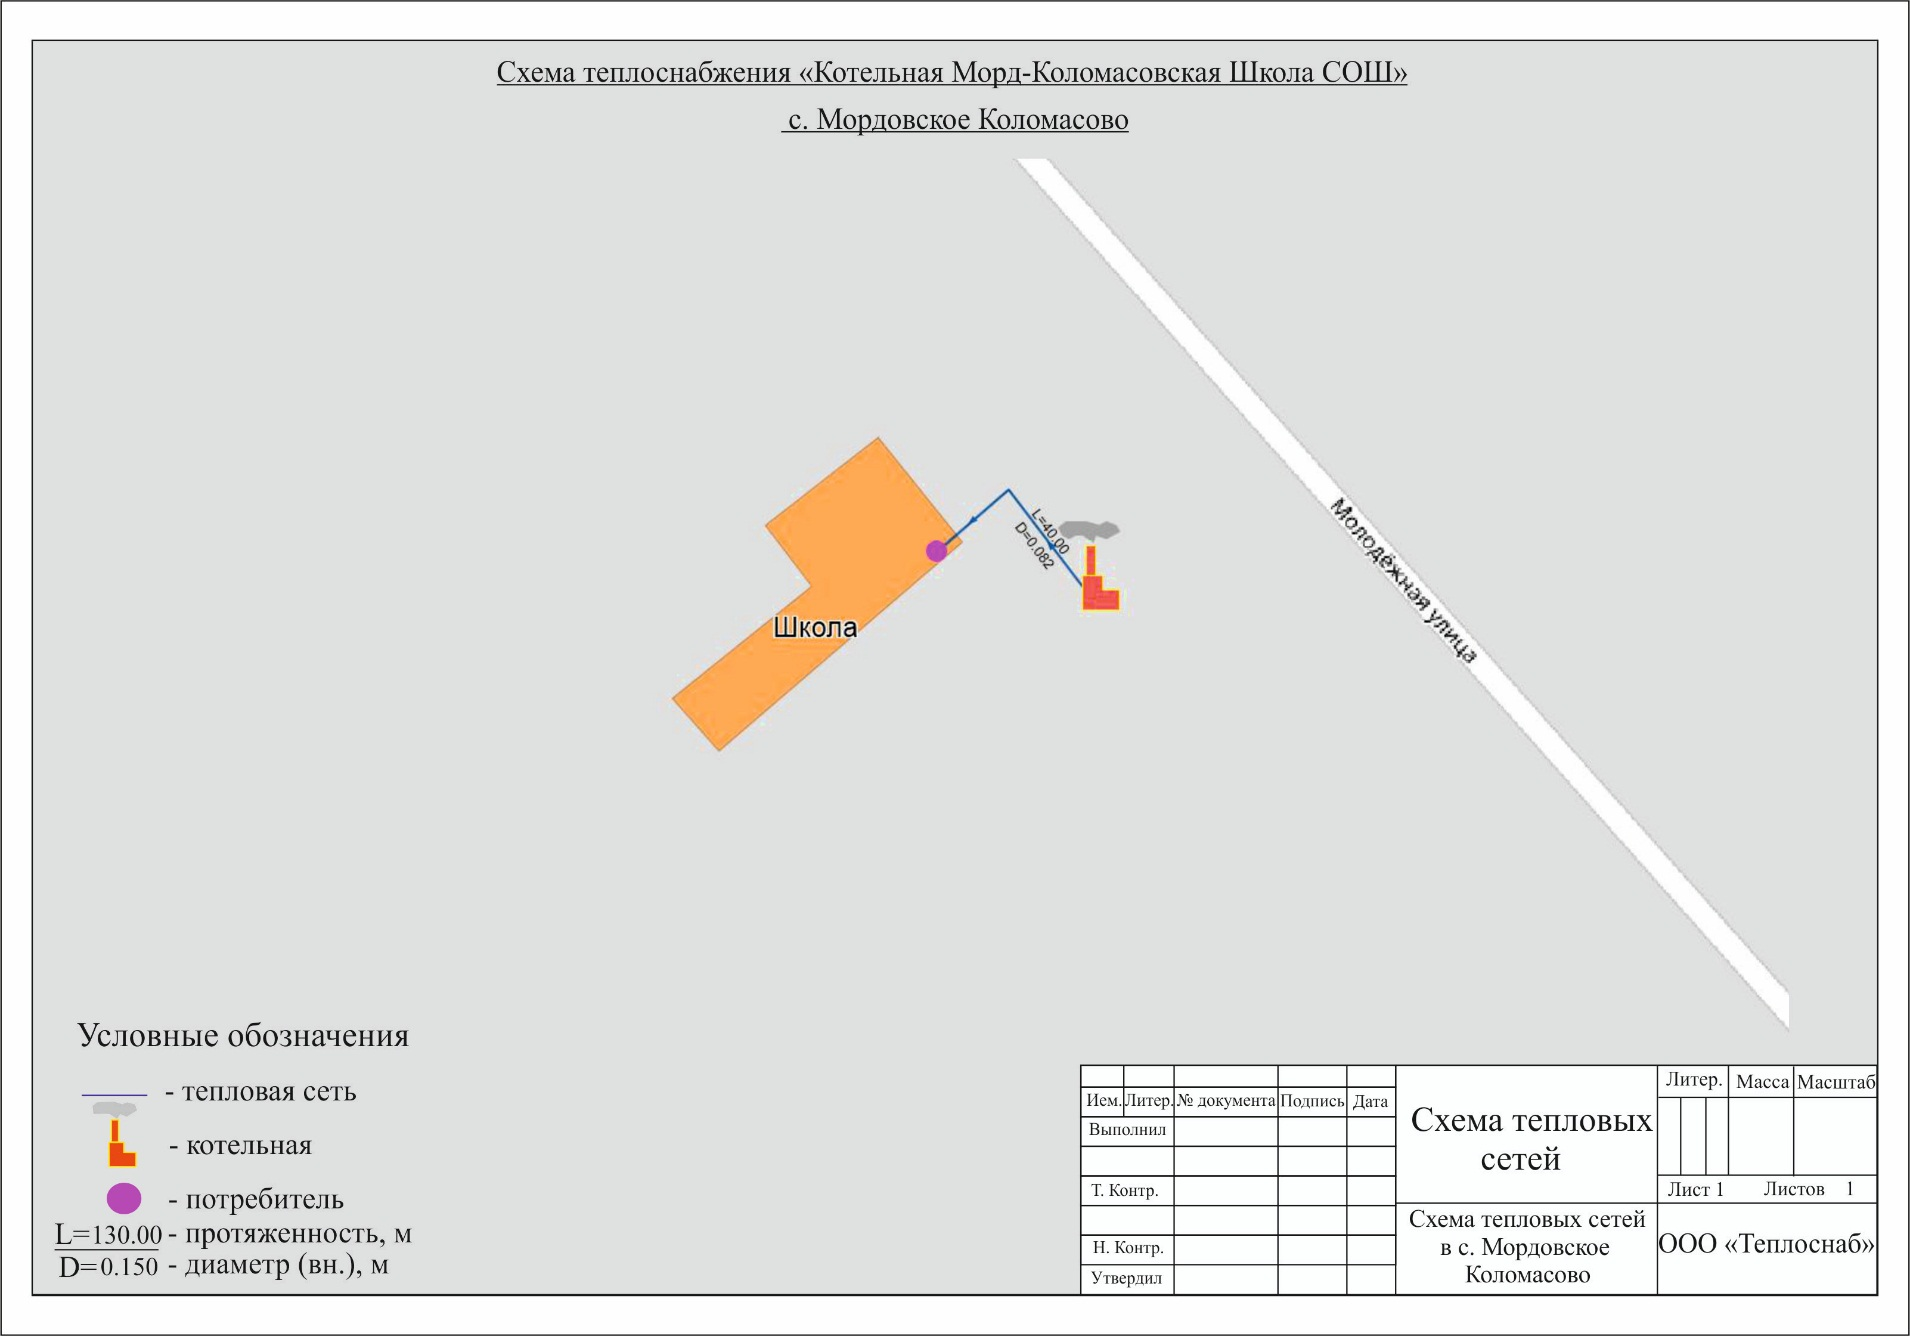 Схема теплоснабжения «Котельная Морд-Коломасовская Школа СОШ»
с. Мордовское Коломасово
L=40.00
D=0.082
Школа
Молодёжная улица
Условные обозначения
- тепловая сеть
- котельная
- потребитель
L=130.00 - протяженность, м
D=0.150 - диаметр (вн.), м
Ием. Литер. № документа Подпись Дата
Выполнил
Т. Контр.
Н. Контр.
Утвердил
Схема тепловых
сетей
Схема тепловых сетей
в с. Мордовское
Коломасово
Литер. Масса Масштаб
Лист 1 Листов 1
ООО «Теплоснаб»